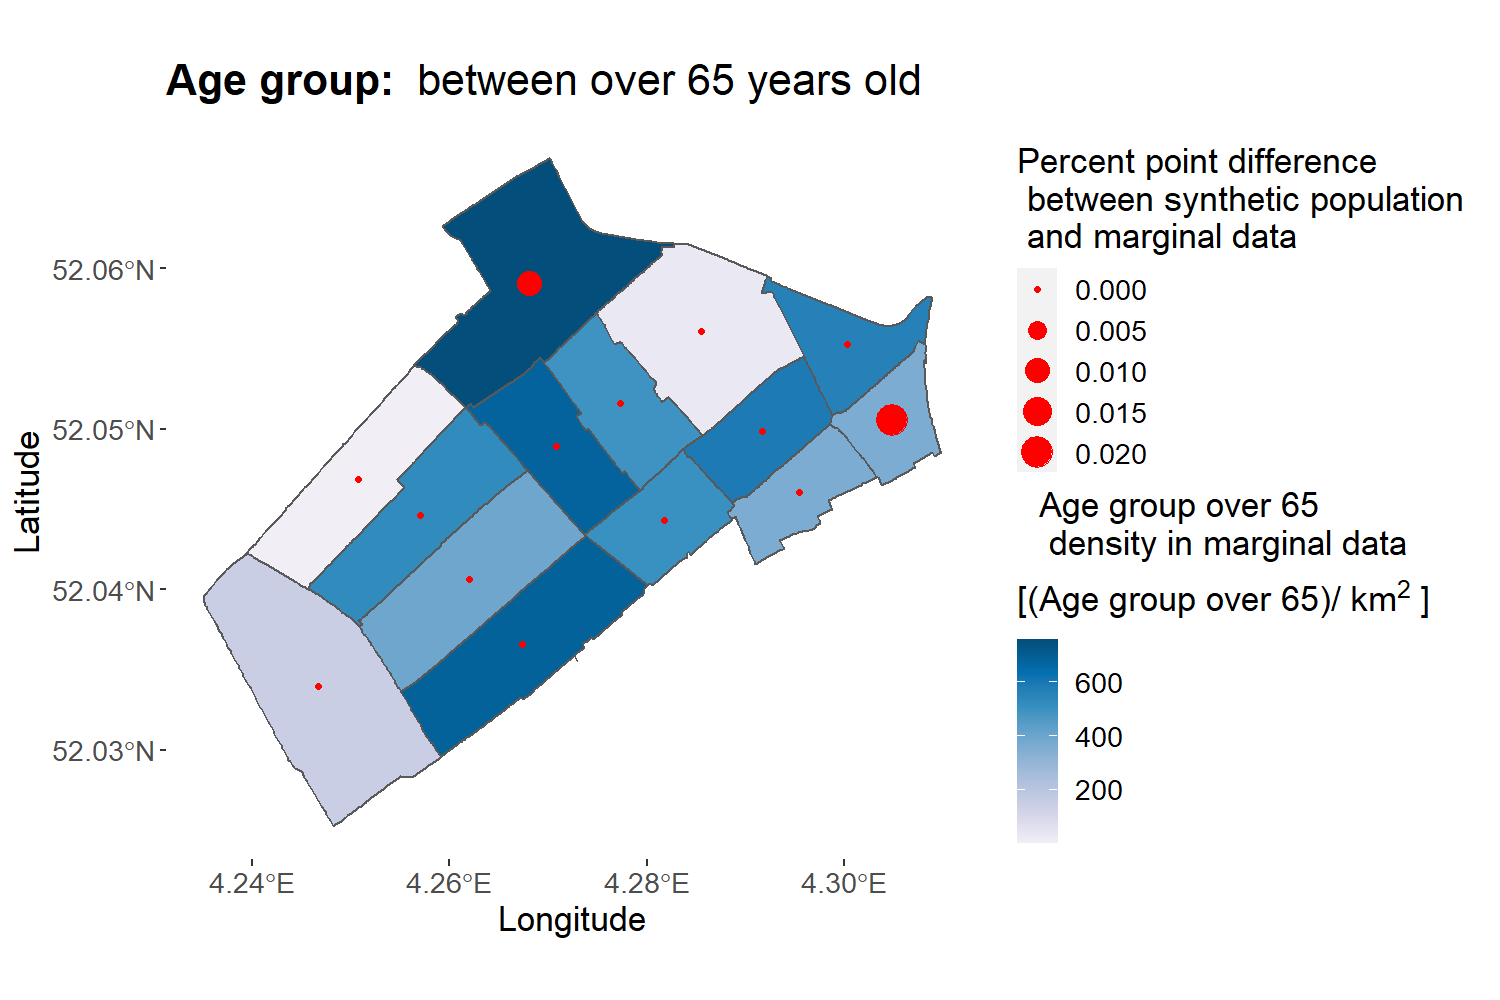 Age group:  between over 65 years old
Percent point difference
between synthetic population
and marginal data
0.000
0.005
0.010
0.015
0.020
Age group over 65
density in marginal data
[(Age group over 65)/ km² ]
600
400
200
Latitude
52.06°N
52.05°N
52.04°N
52.03°N
4.24°E
4.26°E
4.28°E
4.30°E
Longitude